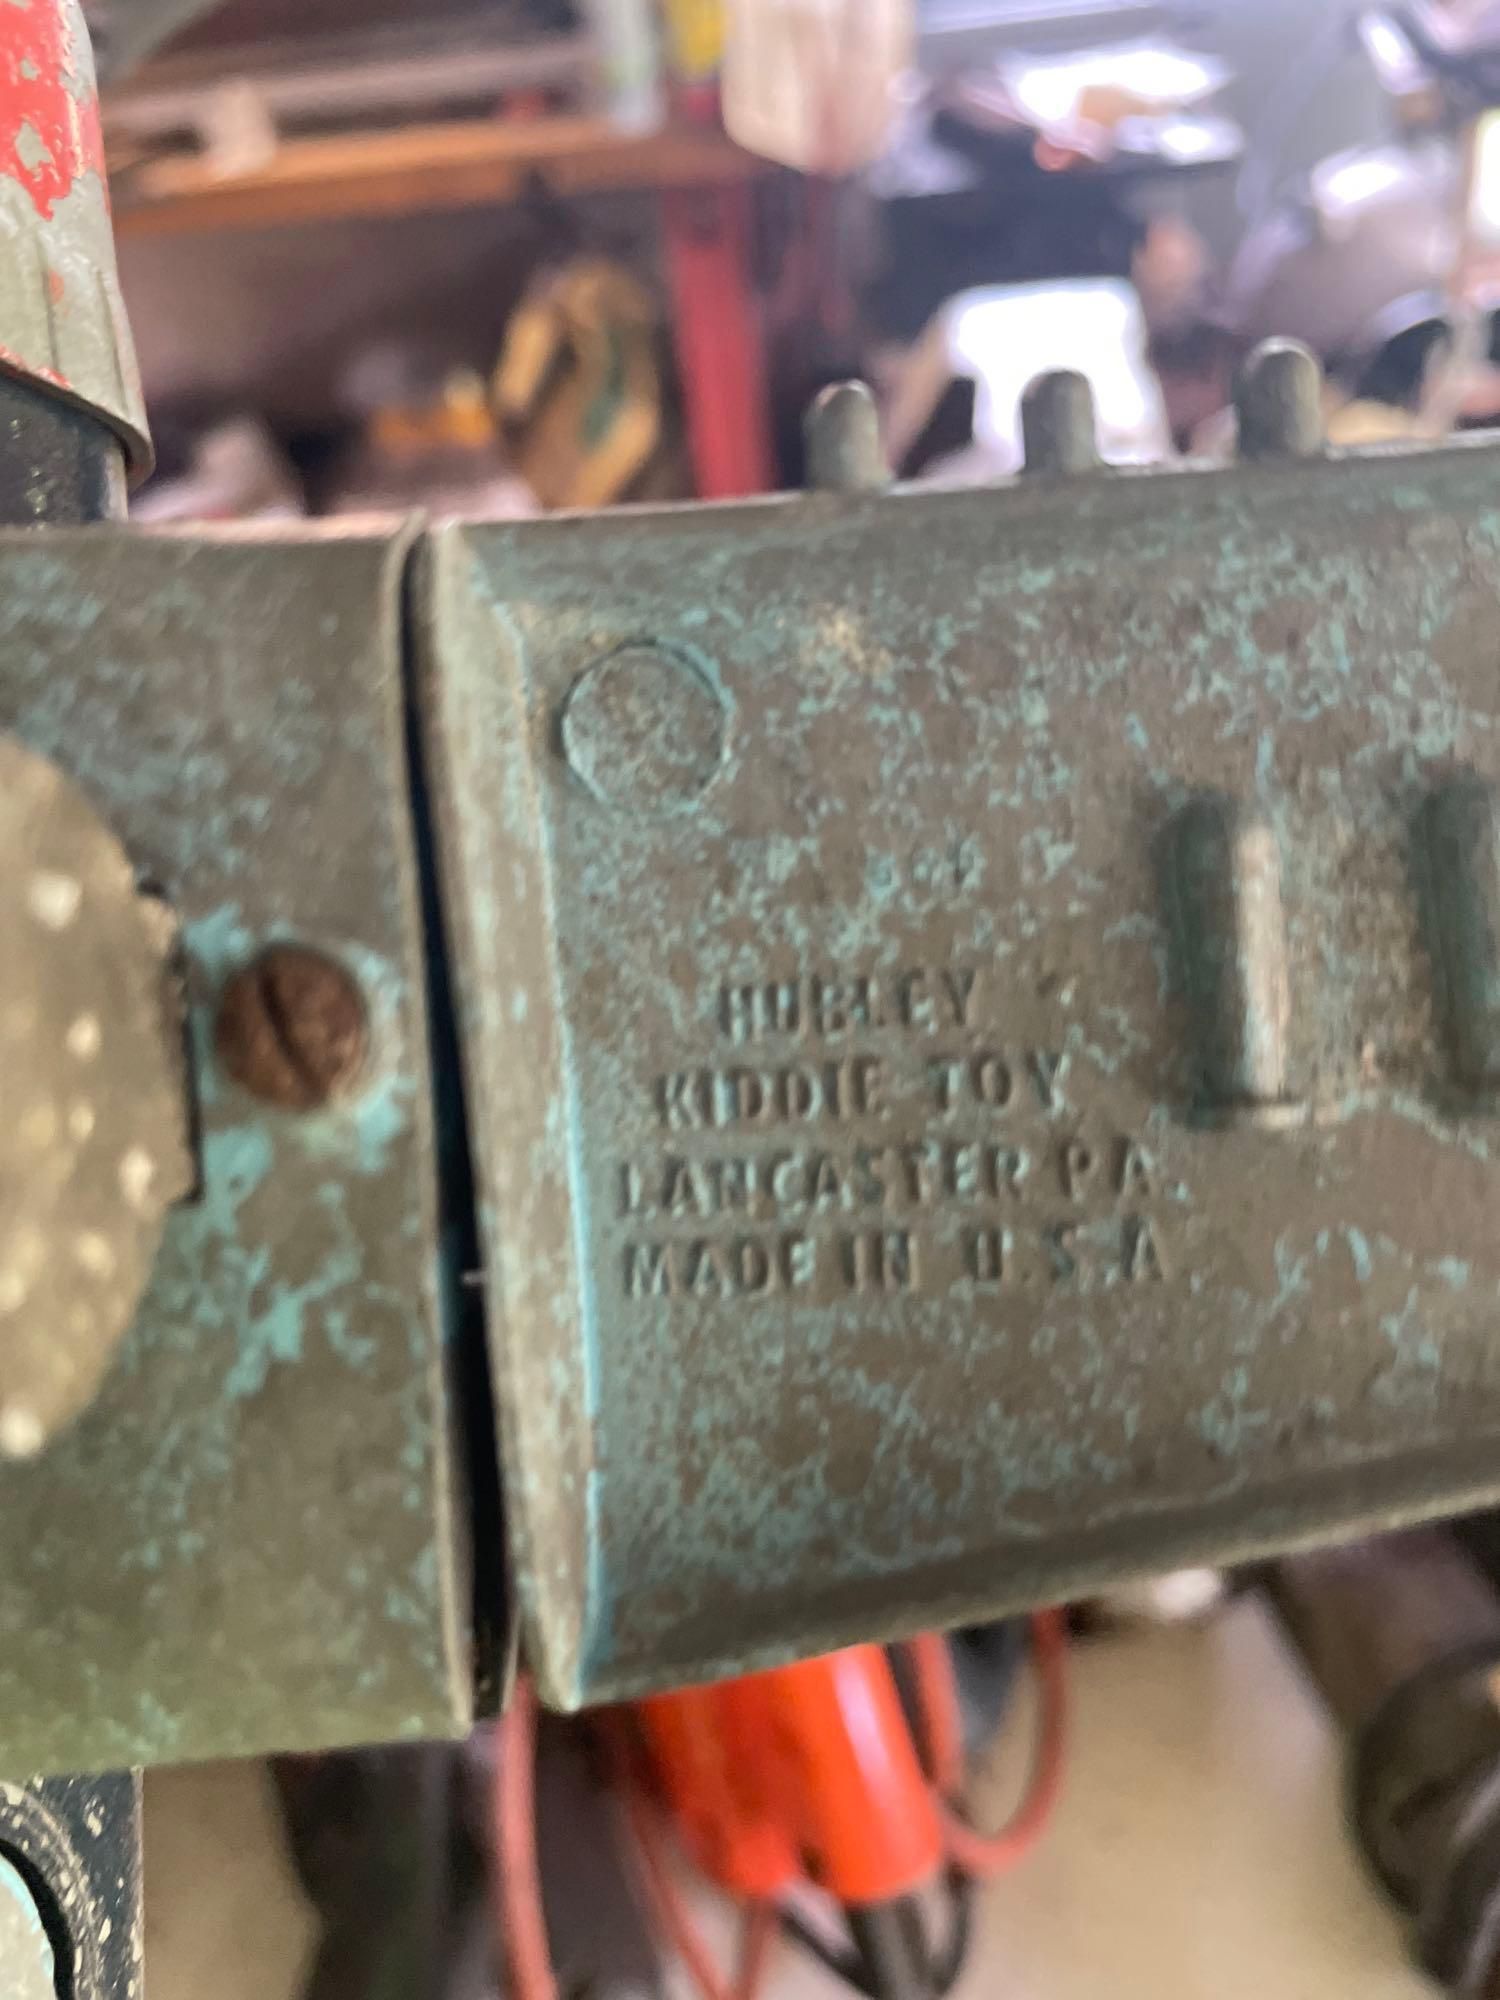 HUBLEY
KIDDIE TOY
LANCASTER PA.
MADE IN U.S.A